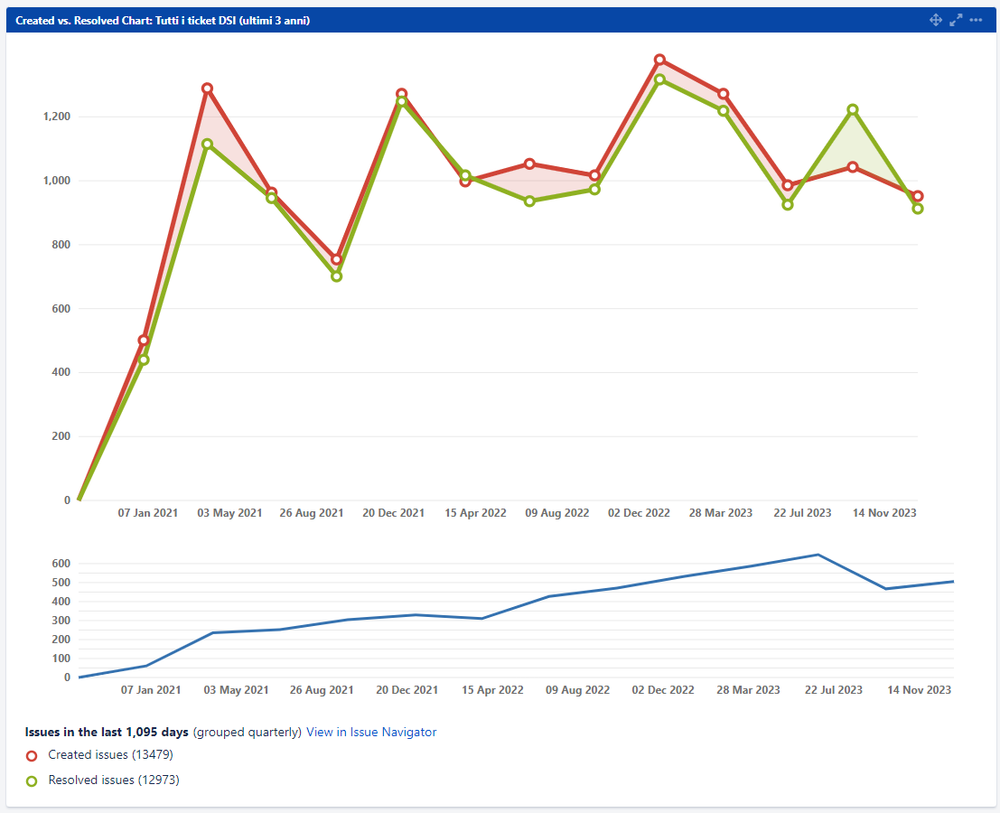 Created vs. Resolved Chart: Tutti i ticket DSI (ultimi 3 anni)
1,200
1,000
800
600
400
200
0
07 Jan 2021 03 May 2021 26 Aug 2021 20 Dec 2021 15 Apr 2022 09 Aug 2022 02 Dec 2022 28 Mar 2023 22 Jul 2023 14 Nov 2023
600
500
400
300
200
100
0
07 Jan 2021 03 May 2021 26 Aug 2021 20 Dec 2021 15 Apr 2022 09 Aug 2022 02 Dec 2022 28 Mar 2023 22 Jul 2023 14 Nov 2023
Issues in the last 1,095 days (grouped quarterly) View in Issue Navigator
Created issues (13479)
Resolved issues (12973)